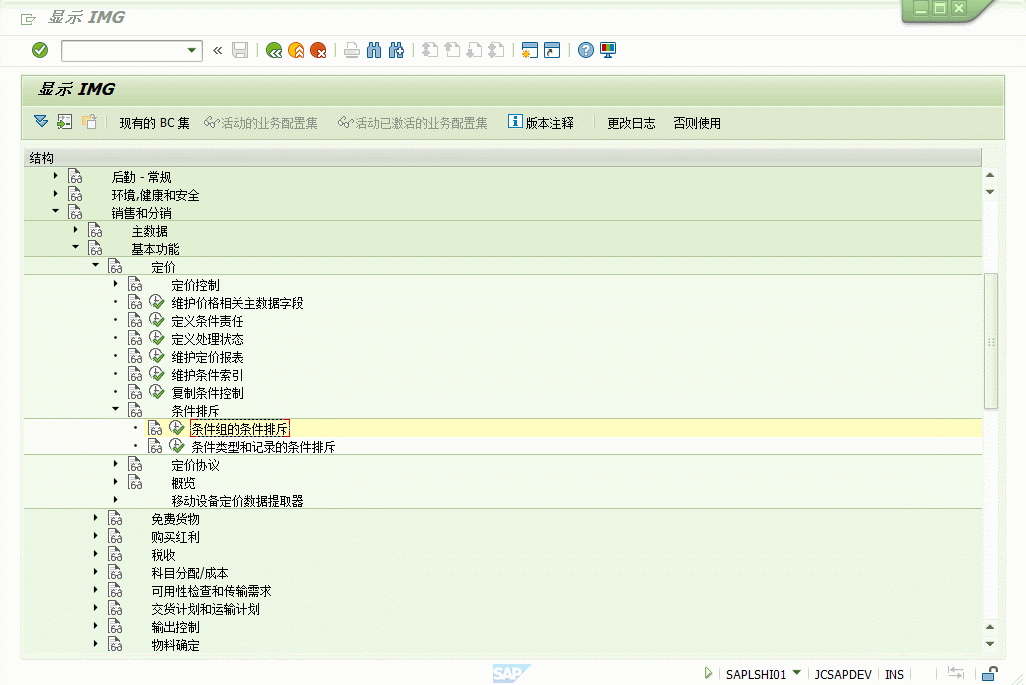 显示 IMG
显示 IMG
现有的 BC 集 活动的业务配置集 活动已激活的业务配置集 版本注释 更改日志 否则使用
结构
后勤 - 常规
环境,健康和安全
销售和分销
主数据
基本功能
定价
定价控制
维护价格相关主数据字段
定义条件责任
定义处理状态
维护定价报表
维护条件索引
复制条件控制
条件排斥
条件组的条件排斥
条件类型和记录的条件排斥
定价协议
概览
移动设备定价数据提取器
免费货物
购买红利
税收
科目分配/成本
可用性检查和传输需求
交货计划和运输计划
输出控制
物料确定
SAP SAPLSHI01 JCSAPDEV INS